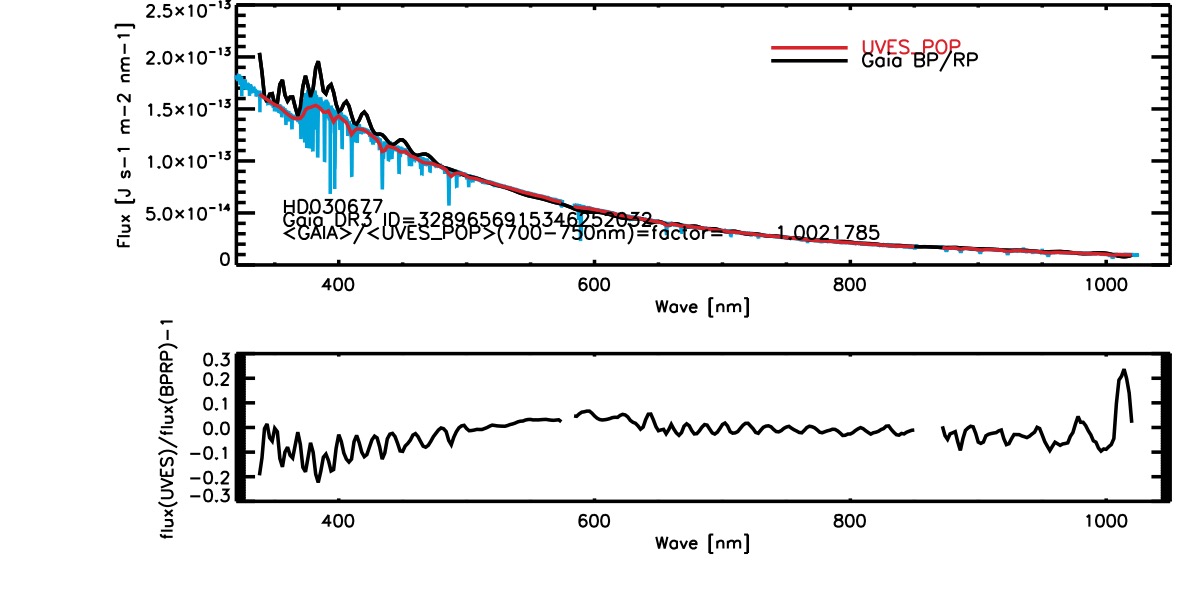 2.5×10−13
2.0×10−13
1.5×10−13
1.0×10−13
5.0×10−14
0
Flux [J s−1 m−2 nm−1]
UVES_POP
Gaia BP/RP
HD030677
Gaia DR3 ID=3289656915346252032
<GAIA>/<UVES_POP>(700−750nm)=factor= 1.0021785
400 600 800 1000
Wave [nm]
0.3
0.2
0.1
0.0
−0.1
−0.2
−0.3
flux(UVES)/flux(BPRP)−1
400 600 800 1000
Wave [nm]